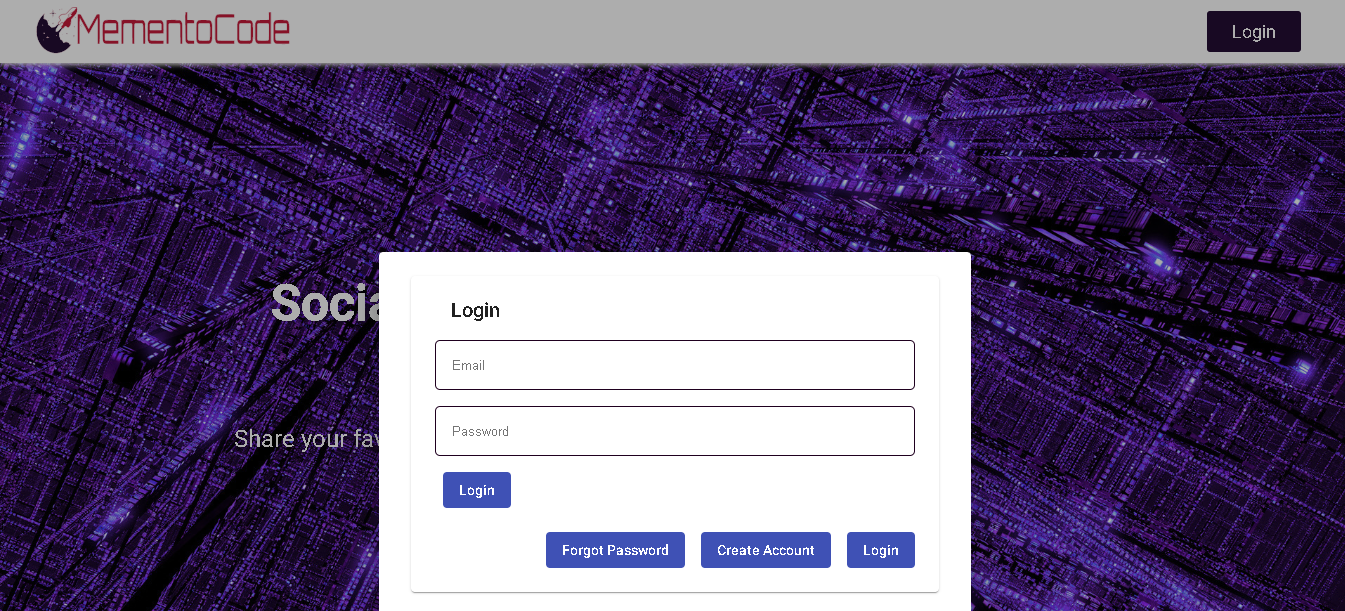 MementoCode
Login
Socia
Share your fav
Login
Email
Password
Login
Forgot Password
Create Account
Login